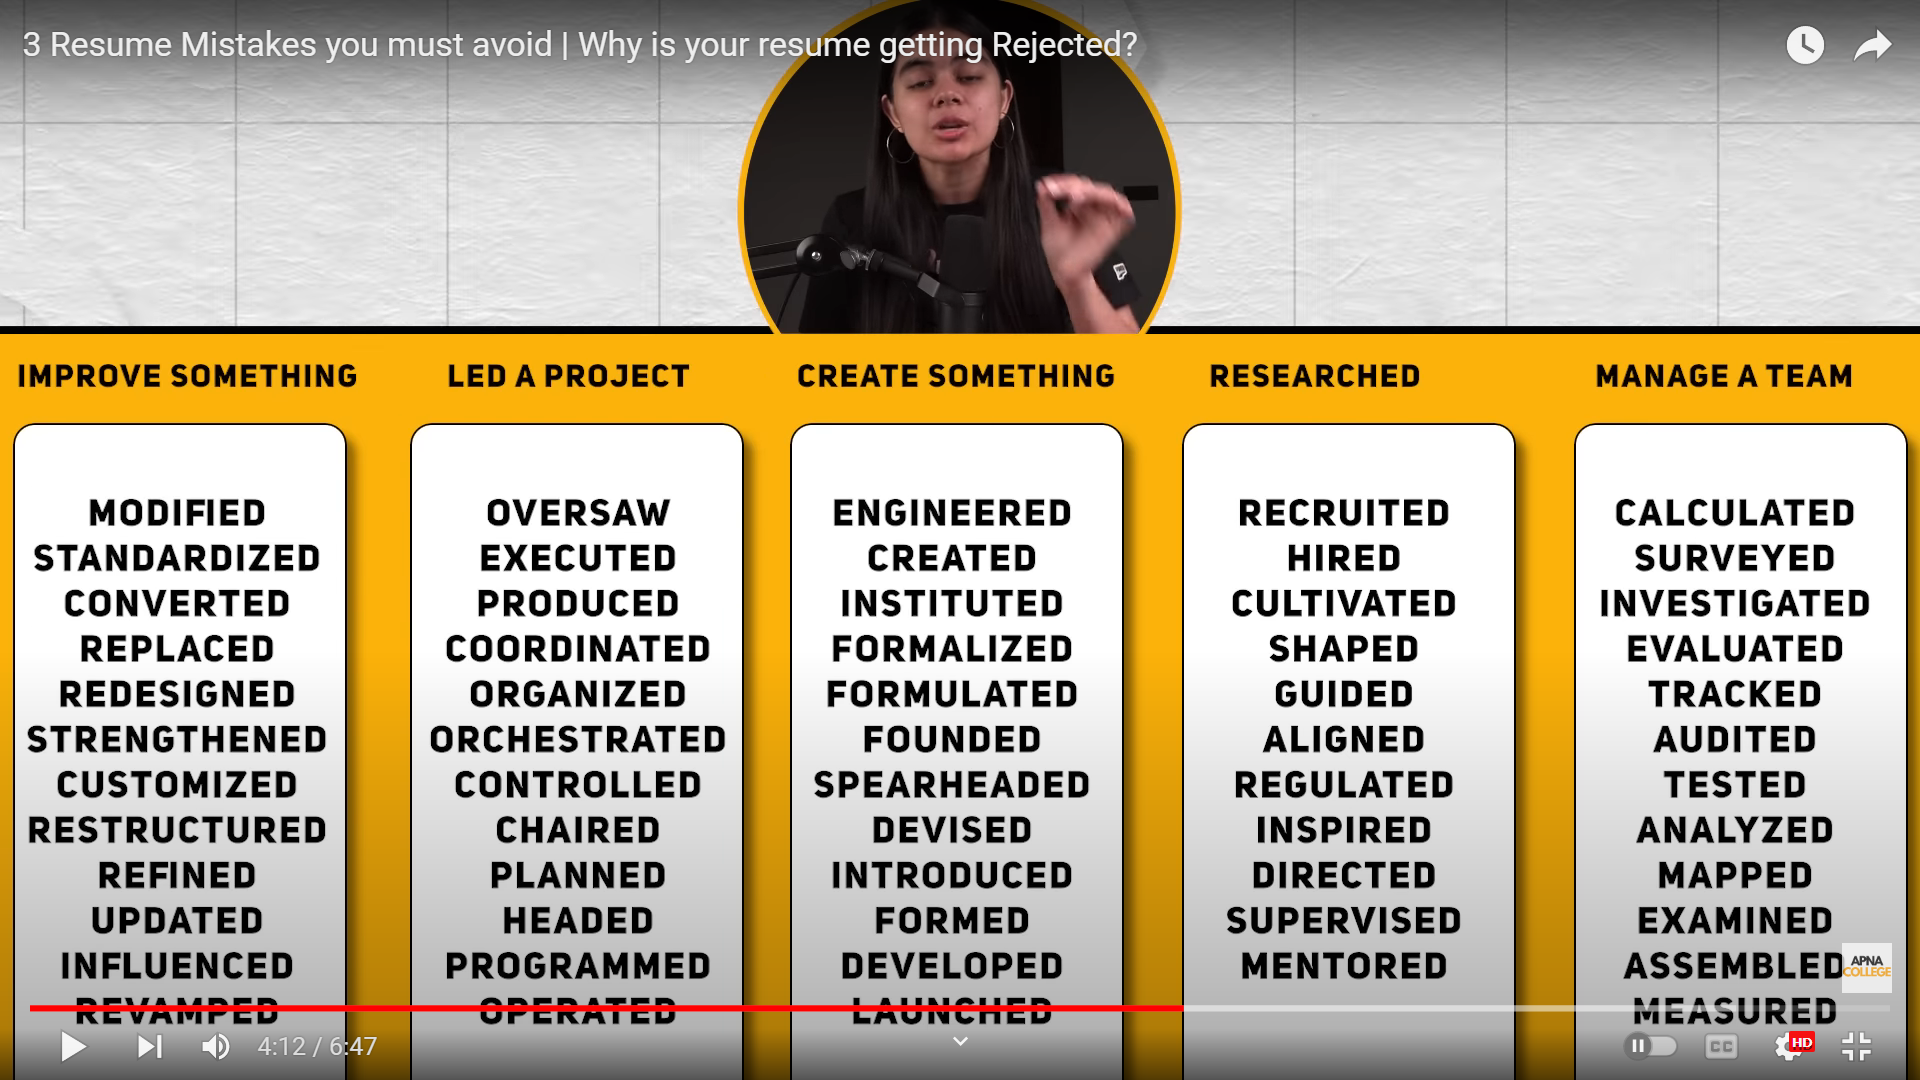 3 Resume Mistakes you must avoid | Why is your resume getting Rejected?
IMPROVE SOMETHING
MODIFIED
STANDARDIZED
CONVERTED
REPLACED
REDESIGNED
STRENGTHENED
CUSTOMIZED
RESTRUCTURED
REFINED
UPDATED
INFLUENCED
REVAMPED
LED A PROJECT
OVERSAW
EXECUTED
PRODUCED
COORDINATED
ORGANIZED
ORCHESTRATED
CONTROLLED
CHAIRED
PLANNED
HEADED
PROGRAMMED
OPERATED
CREATE SOMETHING
ENGINEERED
CREATED
INSTITUTED
FORMALIZED
FORMULATED
FOUNDED
SPEARHEADED
DEVISED
INTRODUCED
FORMED
DEVELOPED
LAUNCHED
RESEARCHED
RECRUITED
HIRED
CULTIVATED
SHAPED
GUIDED
ALIGNED
REGULATED
INSPIRED
DIRECTED
SUPERVISED
MENTORED
MANAGE A TEAM
CALCULATED
SURVEYED
INVESTIGATED
EVALUATED
TRACKED
AUDITED
TESTED
ANALYZED
MAPPED
EXAMINED
ASSEMBLED
MEASURED
APNA
COLLEGE
4:12 / 6:47
CC
HD